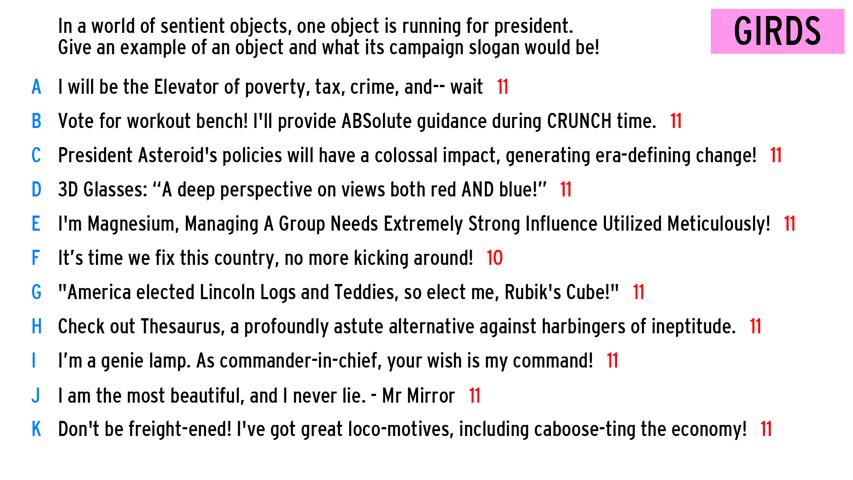 In a world of sentient objects, one object is running for president.
Give an example of an object and what its campaign slogan would be!
GIRDS
A I will be the Elevator of poverty, tax, crime, and-- wait 11
B Vote for workout bench! I'll provide ABSolute guidance during CRUNCH time. 11
C President Asteroid's policies will have a colossal impact, generating era-defining change! 11
D 3D Glasses: “A deep perspective on views both red AND blue!” 11
E I'm Magnesium, Managing A Group Needs Extremely Strong Influence Utilized Meticulously! 11
F It’s time we fix this country, no more kicking around! 10
G "America elected Lincoln Logs and Teddies, so elect me, Rubik's Cube!" 11
H Check out Thesaurus, a profoundly astute alternative against harbingers of ineptitude. 11
I I’m a genie lamp. As commander-in-chief, your wish is my command! 11
J I am the most beautiful, and I never lie. - Mr Mirror 11
K Don't be freight-ened! I've got great loco-motives, including caboose-ting the economy! 11